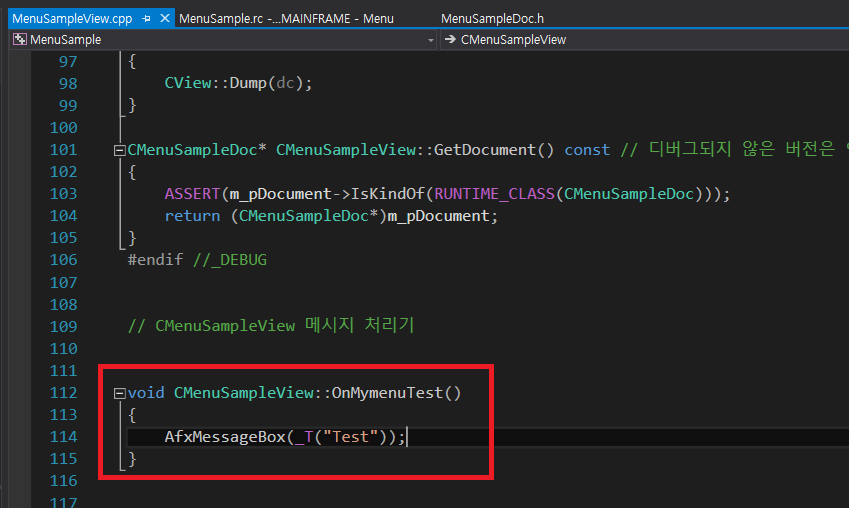 MenuSampleView.cpp MenuSample.rc -...MAINFRAME - Menu MenuSampleDoc.h
MenuSample CMenuSampleView
97 {
98 CView::Dump(dc);
99 }
100
101 CMenuSampleDoc* CMenuSampleView::GetDocument() const // 디버그되지 않은 버전은
102 {
103 ASSERT(m_pDocument->IsKindOf(RUNTIME_CLASS(CMenuSampleDoc)));
104 return (CMenuSampleDoc*)m_pDocument;
105 }
106 #endif //_DEBUG
107
108
109 // CMenuSampleView 메시지 처리기
110
111
112 void CMenuSampleView::OnMymenuTest()
113 {
114 AfxMessageBox(_T("Test"));
115 }
116
117